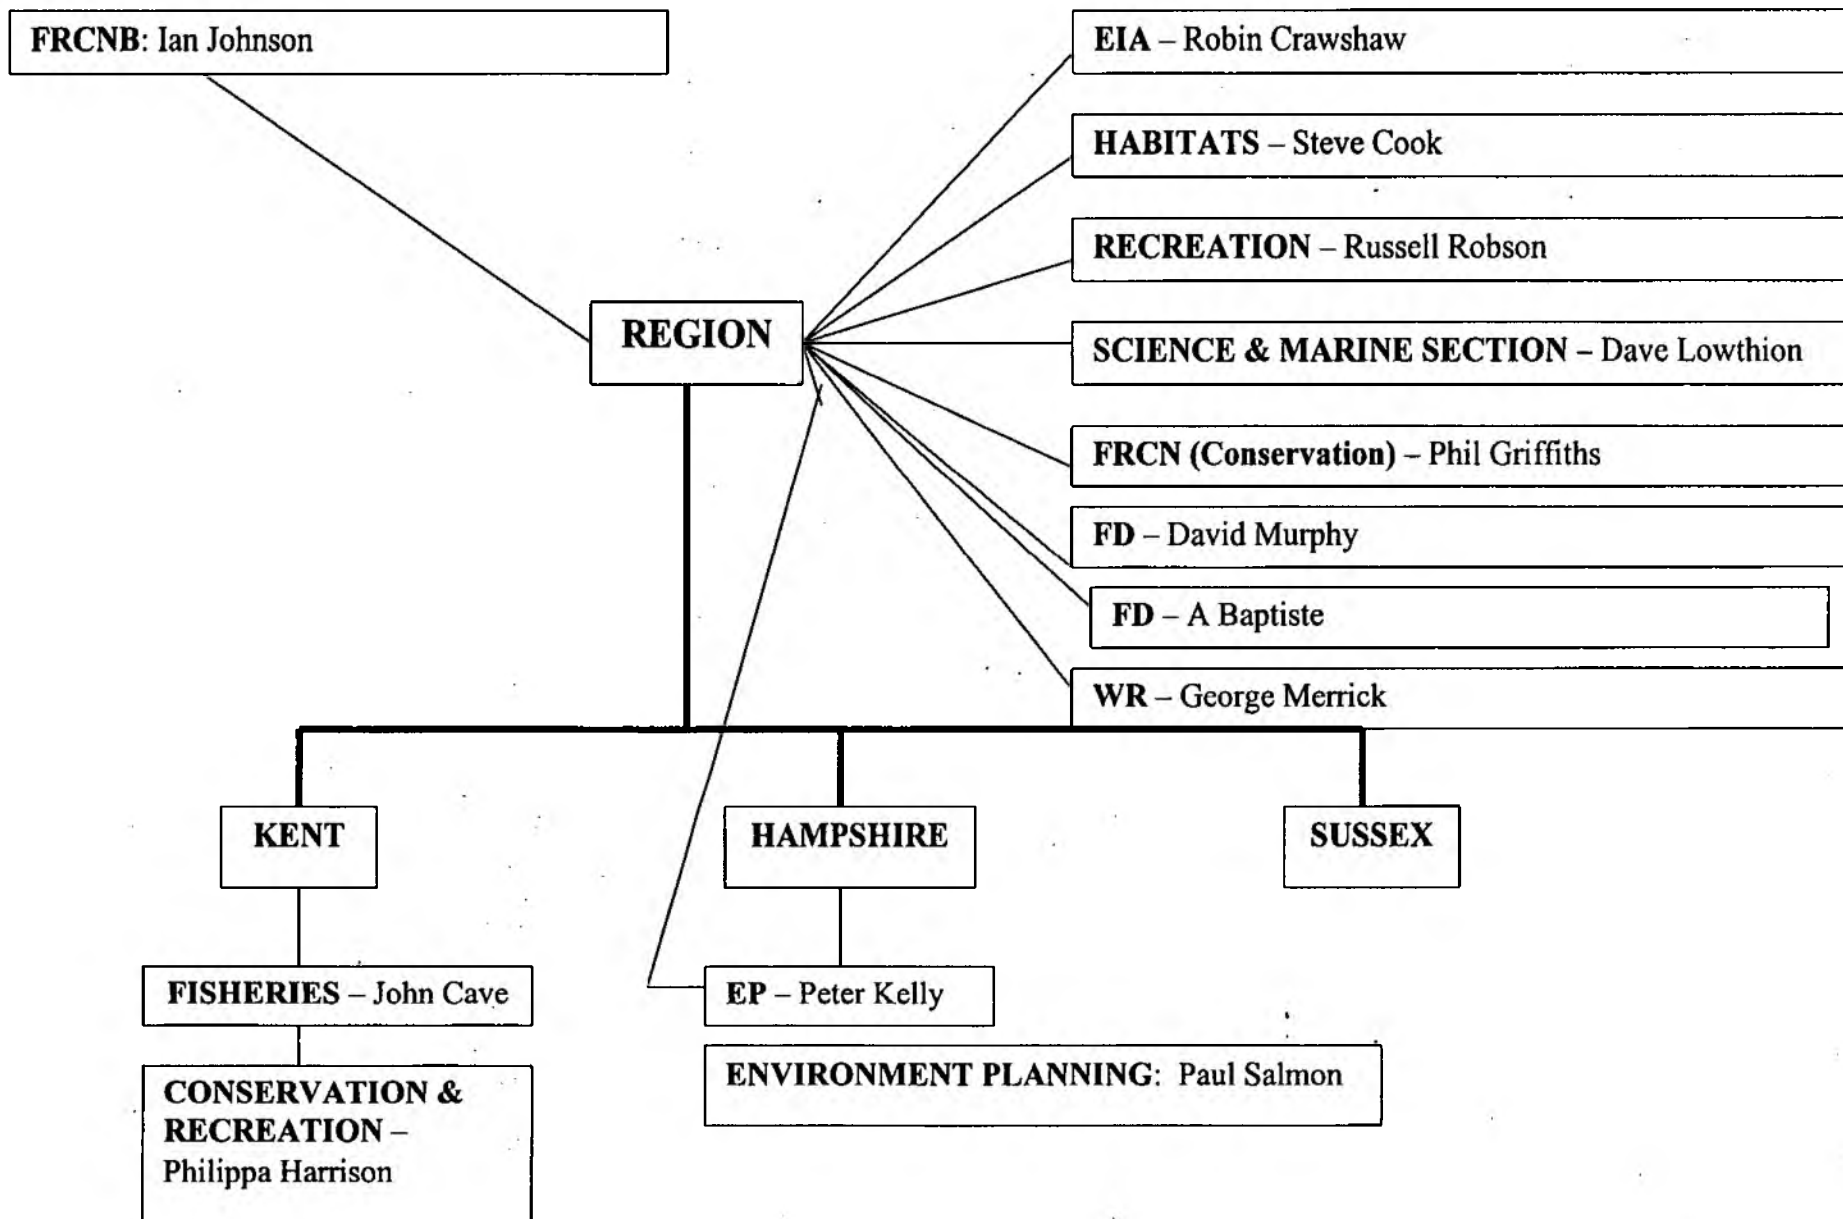 FRCNB: Ian Johnson
EIA – Robin Crawshaw
HABITATS – Steve Cook
RECREATION – Russell Robson
REGION
SCIENCE & MARINE SECTION – Dave Lowthion
FRCN (Conservation) – Phil Griffiths
FD – David Murphy
FD – A Baptiste
WR – George Merrick
KENT
HAMPSHIRE
SUSSEX
FISHERIES – John Cave
EP – Peter Kelly
ENVIRONMENT PLANNING: Paul Salmon
CONSERVATION &
RECREATION –
Philippa Harrison